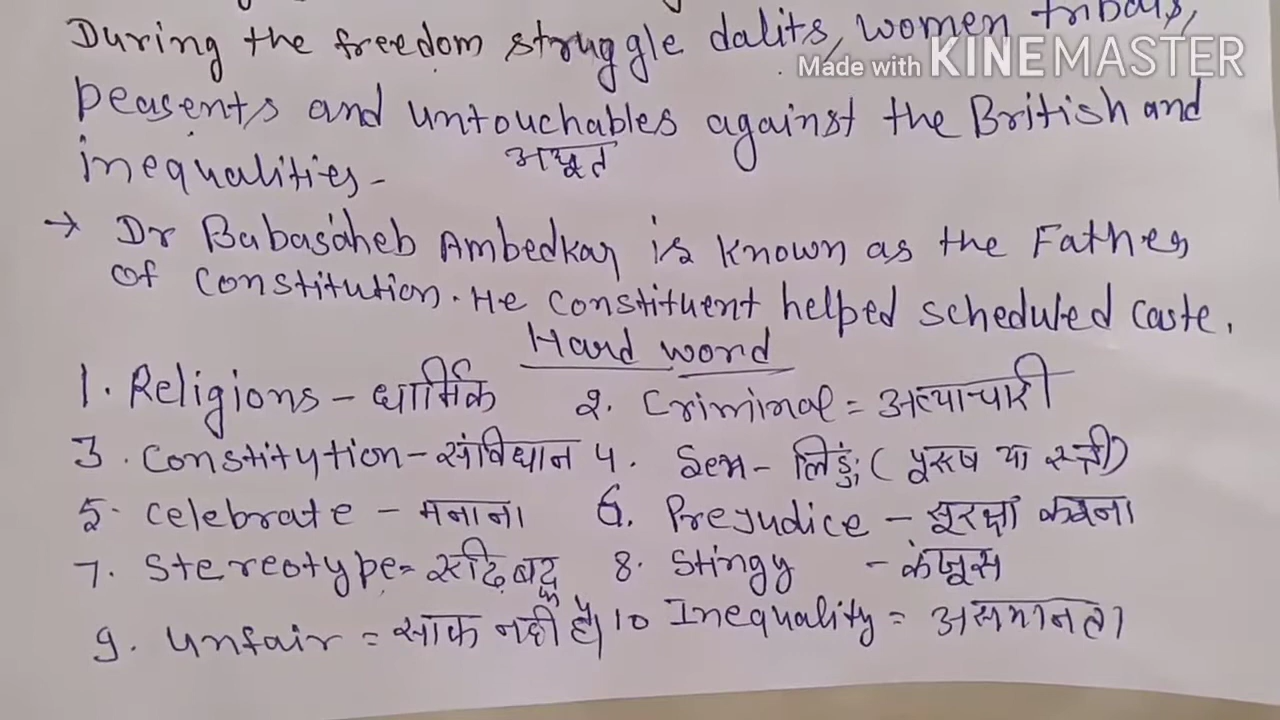 During the freedom struggle dalits, women tribals,
Made with KINEMASTER
peasents and untouchables against the British and
अछूत
inequalities-
→ Dr Babasaheb Ambedkar is known as the Father
of constitution. He constituent helped scheduled caste.
Hard word
1. Religions - धार्मिक 2. Criminal = अत्याचारी
3. Constitution - संविधान 4. Sex - लिंड़ं; (पुरूष या स्त्री)
5. celebrate - मनाना 6. Prejudice - सुरक्षा
7. Stereotype = रूढ़िबद्ध 8. Stingy - कंजूस
9. unfair = साफ नहीं है। 10 Inequality = असमानता